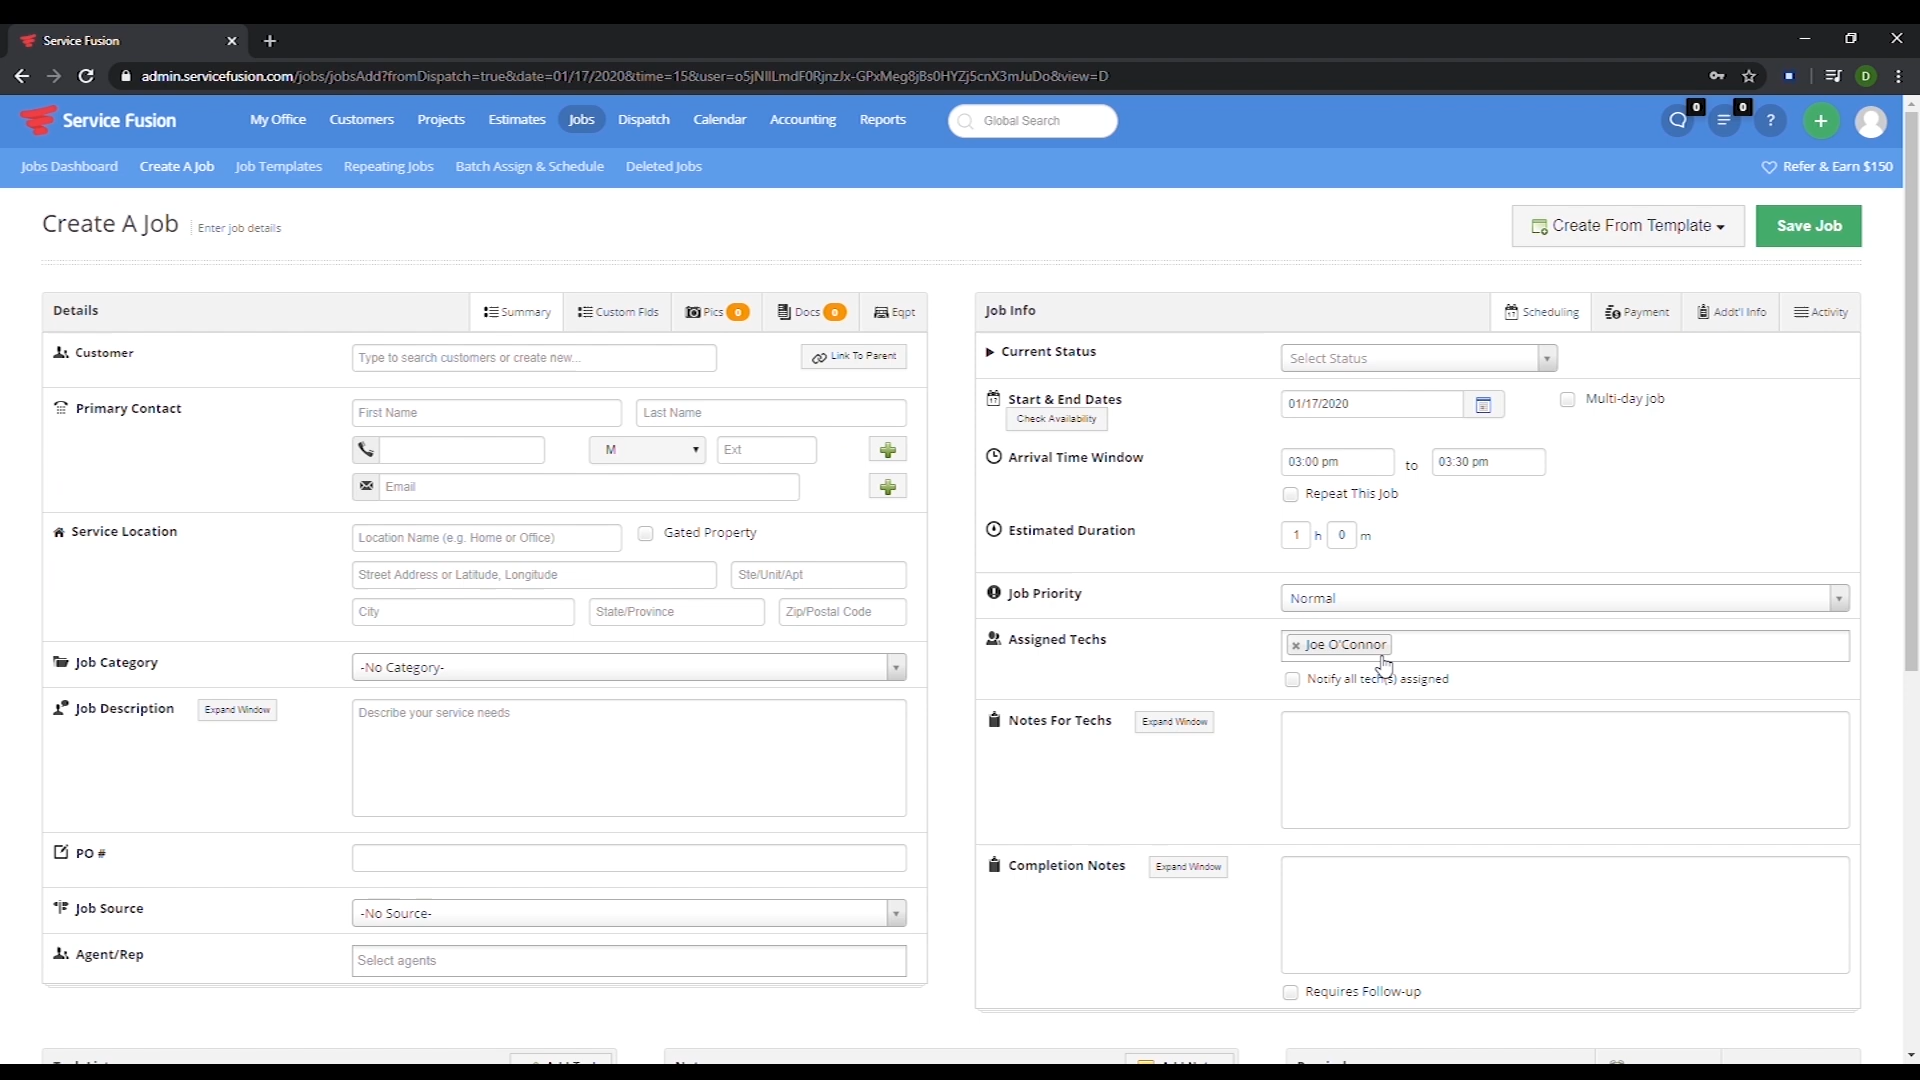 Service Fusion
admin.servicefusion.com/jobs/jobsAdd?fromDispatch=true&date=01/17/2020&time=15&user=o5jNIlLmdF0RjnzJx-GPxMeg8jBs0HYZj5cnX3mJuDo&view=D
D
Service Fusion
My Office
Customers
Projects
Estimates
Jobs
Dispatch
Calendar
Accounting
Reports
Global Search
0
0
?
+
Jobs Dashboard
Create A Job
Job Templates
Repeating Jobs
Batch Assign & Schedule
Deleted Jobs
Refer & Earn $150
Create A Job
Enter job details
Create From Template
Save Job
Details
Summary
Custom Flds
Pics 0
Docs 0
Eqpt
Customer
Type to search customers or create new...
Link To Parent
Primary Contact
First Name
Last Name
M
Ext
Email
Service Location
Location Name (e.g. Home or Office)
Gated Property
Street Address or Latitude, Longitude
Ste/Unit/Apt
City
State/Province
Zip/Postal Code
Job Category
-No Category-
Job Description
Expand Window
Describe your service needs
PO #
Job Source
-No Source-
Agent/Rep
Select agents
Job Info
Scheduling
Payment
Addt'l Info
Activity
Current Status
Select Status
Start & End Dates
Check Availability
01/17/2020
Multi-day job
Arrival Time Window
03:00 pm
to
03:30 pm
Repeat This Job
Estimated Duration
1 h 0 m
Job Priority
Normal
Assigned Techs
Joe O'Connor
Notify all tech(s) assigned
Notes For Techs
Expand Window
Completion Notes
Expand Window
Requires Follow-up